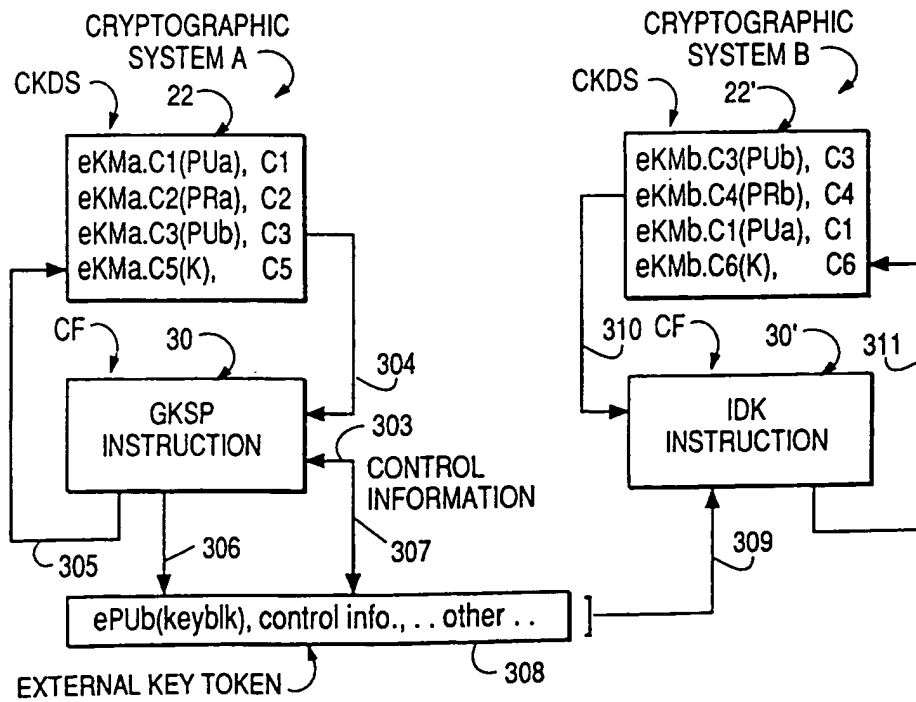 CRYPTOGRAPHIC
SYSTEM A
CKDS
22
eKMa.C1(PUa), C1
eKMa.C2(PRa), C2
eKMa.C3(PUb), C3
eKMa.C5(K), C5
CF
30
304
GKSP
INSTRUCTION
303
CONTROL
INFORMATION
305
306
307
ePUb(keyblk), control info., . . other . .
308
EXTERNAL KEY TOKEN
CRYPTOGRAPHIC
SYSTEM B
CKDS
22'
eKMb.C3(PUb), C3
eKMb.C4(PRb), C4
eKMb.C1(PUa), C1
eKMb.C6(K), C6
310
CF
30'
311
IDK
INSTRUCTION
309